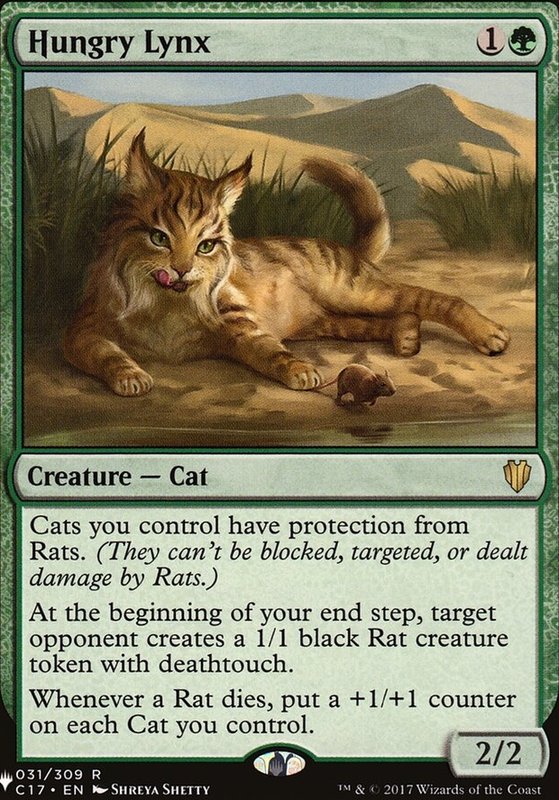 Hungry Lynx
1
Creature — Cat
Cats you control have protection from
Rats. (They can't be blocked, targeted, or dealt
damage by Rats.)
At the beginning of your end step, target
opponent creates a 1/1 black Rat creature
token with deathtouch.
Whenever a Rat dies, put a +1/+1 counter
on each Cat you control.
2/2
031/309 R
C17 • EN Shreya Shetty
™ & © 2017 Wizards of the Coast